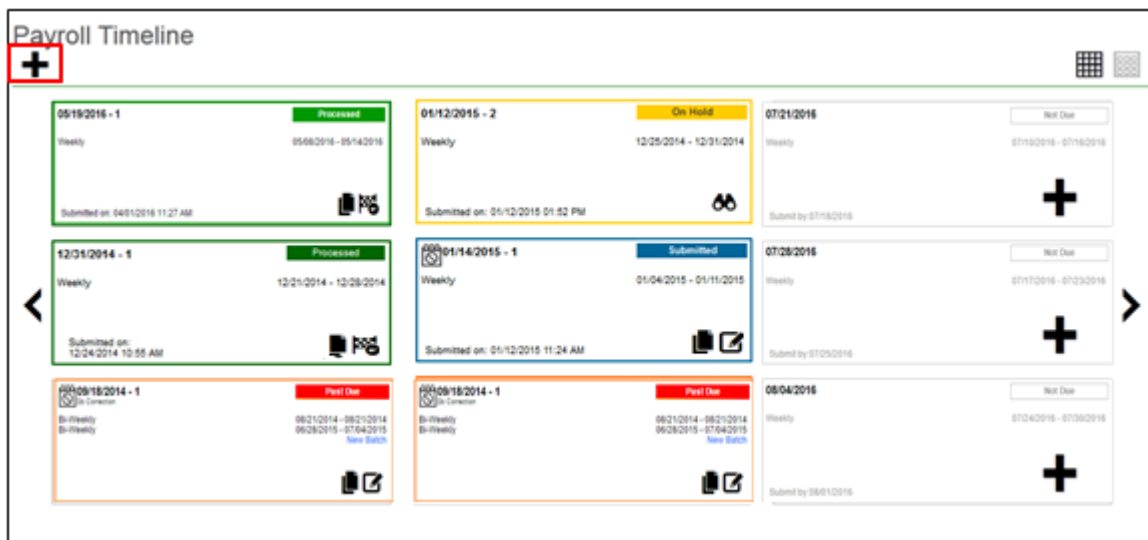 Payroll Timeline
05/19/2016 - 1
Processed
Weekly
05/08/2016 - 05/14/2016
Submitted on: 04/01/2016 11:27 AM
01/12/2015 - 2
On Hold
Weekly
12/25/2014 - 12/31/2014
Submitted on: 01/12/2015 01:52 PM
07/21/2016
Not Due
Weekly
07/10/2016 - 07/16/2016
Submit by:07/18/2016
12/31/2014 - 1
Processed
Weekly
12/21/2014 - 12/28/2014
Submitted on:
12/24/2014 10:55 AM
01/14/2015 - 1
Submitted
Weekly
01/04/2015 - 01/11/2015
Submitted on: 01/12/2015 11:24 AM
07/28/2016
Not Due
Weekly
07/17/2016 - 07/23/2016
Submit by:07/25/2016
09/18/2014 - 1
Past Due
Correction
Bi-Weekly
08/21/2014 - 08/21/2014
Bi-Weekly
06/28/2015 - 07/04/2015
New Batch
09/18/2014 - 1
Past Due
Correction
Bi-Weekly
08/21/2014 - 08/21/2014
Bi-Weekly
06/28/2015 - 07/04/2015
New Batch
08/04/2016
Not Due
Weekly
07/24/2016 - 07/30/2016
Submit by:08/01/2016